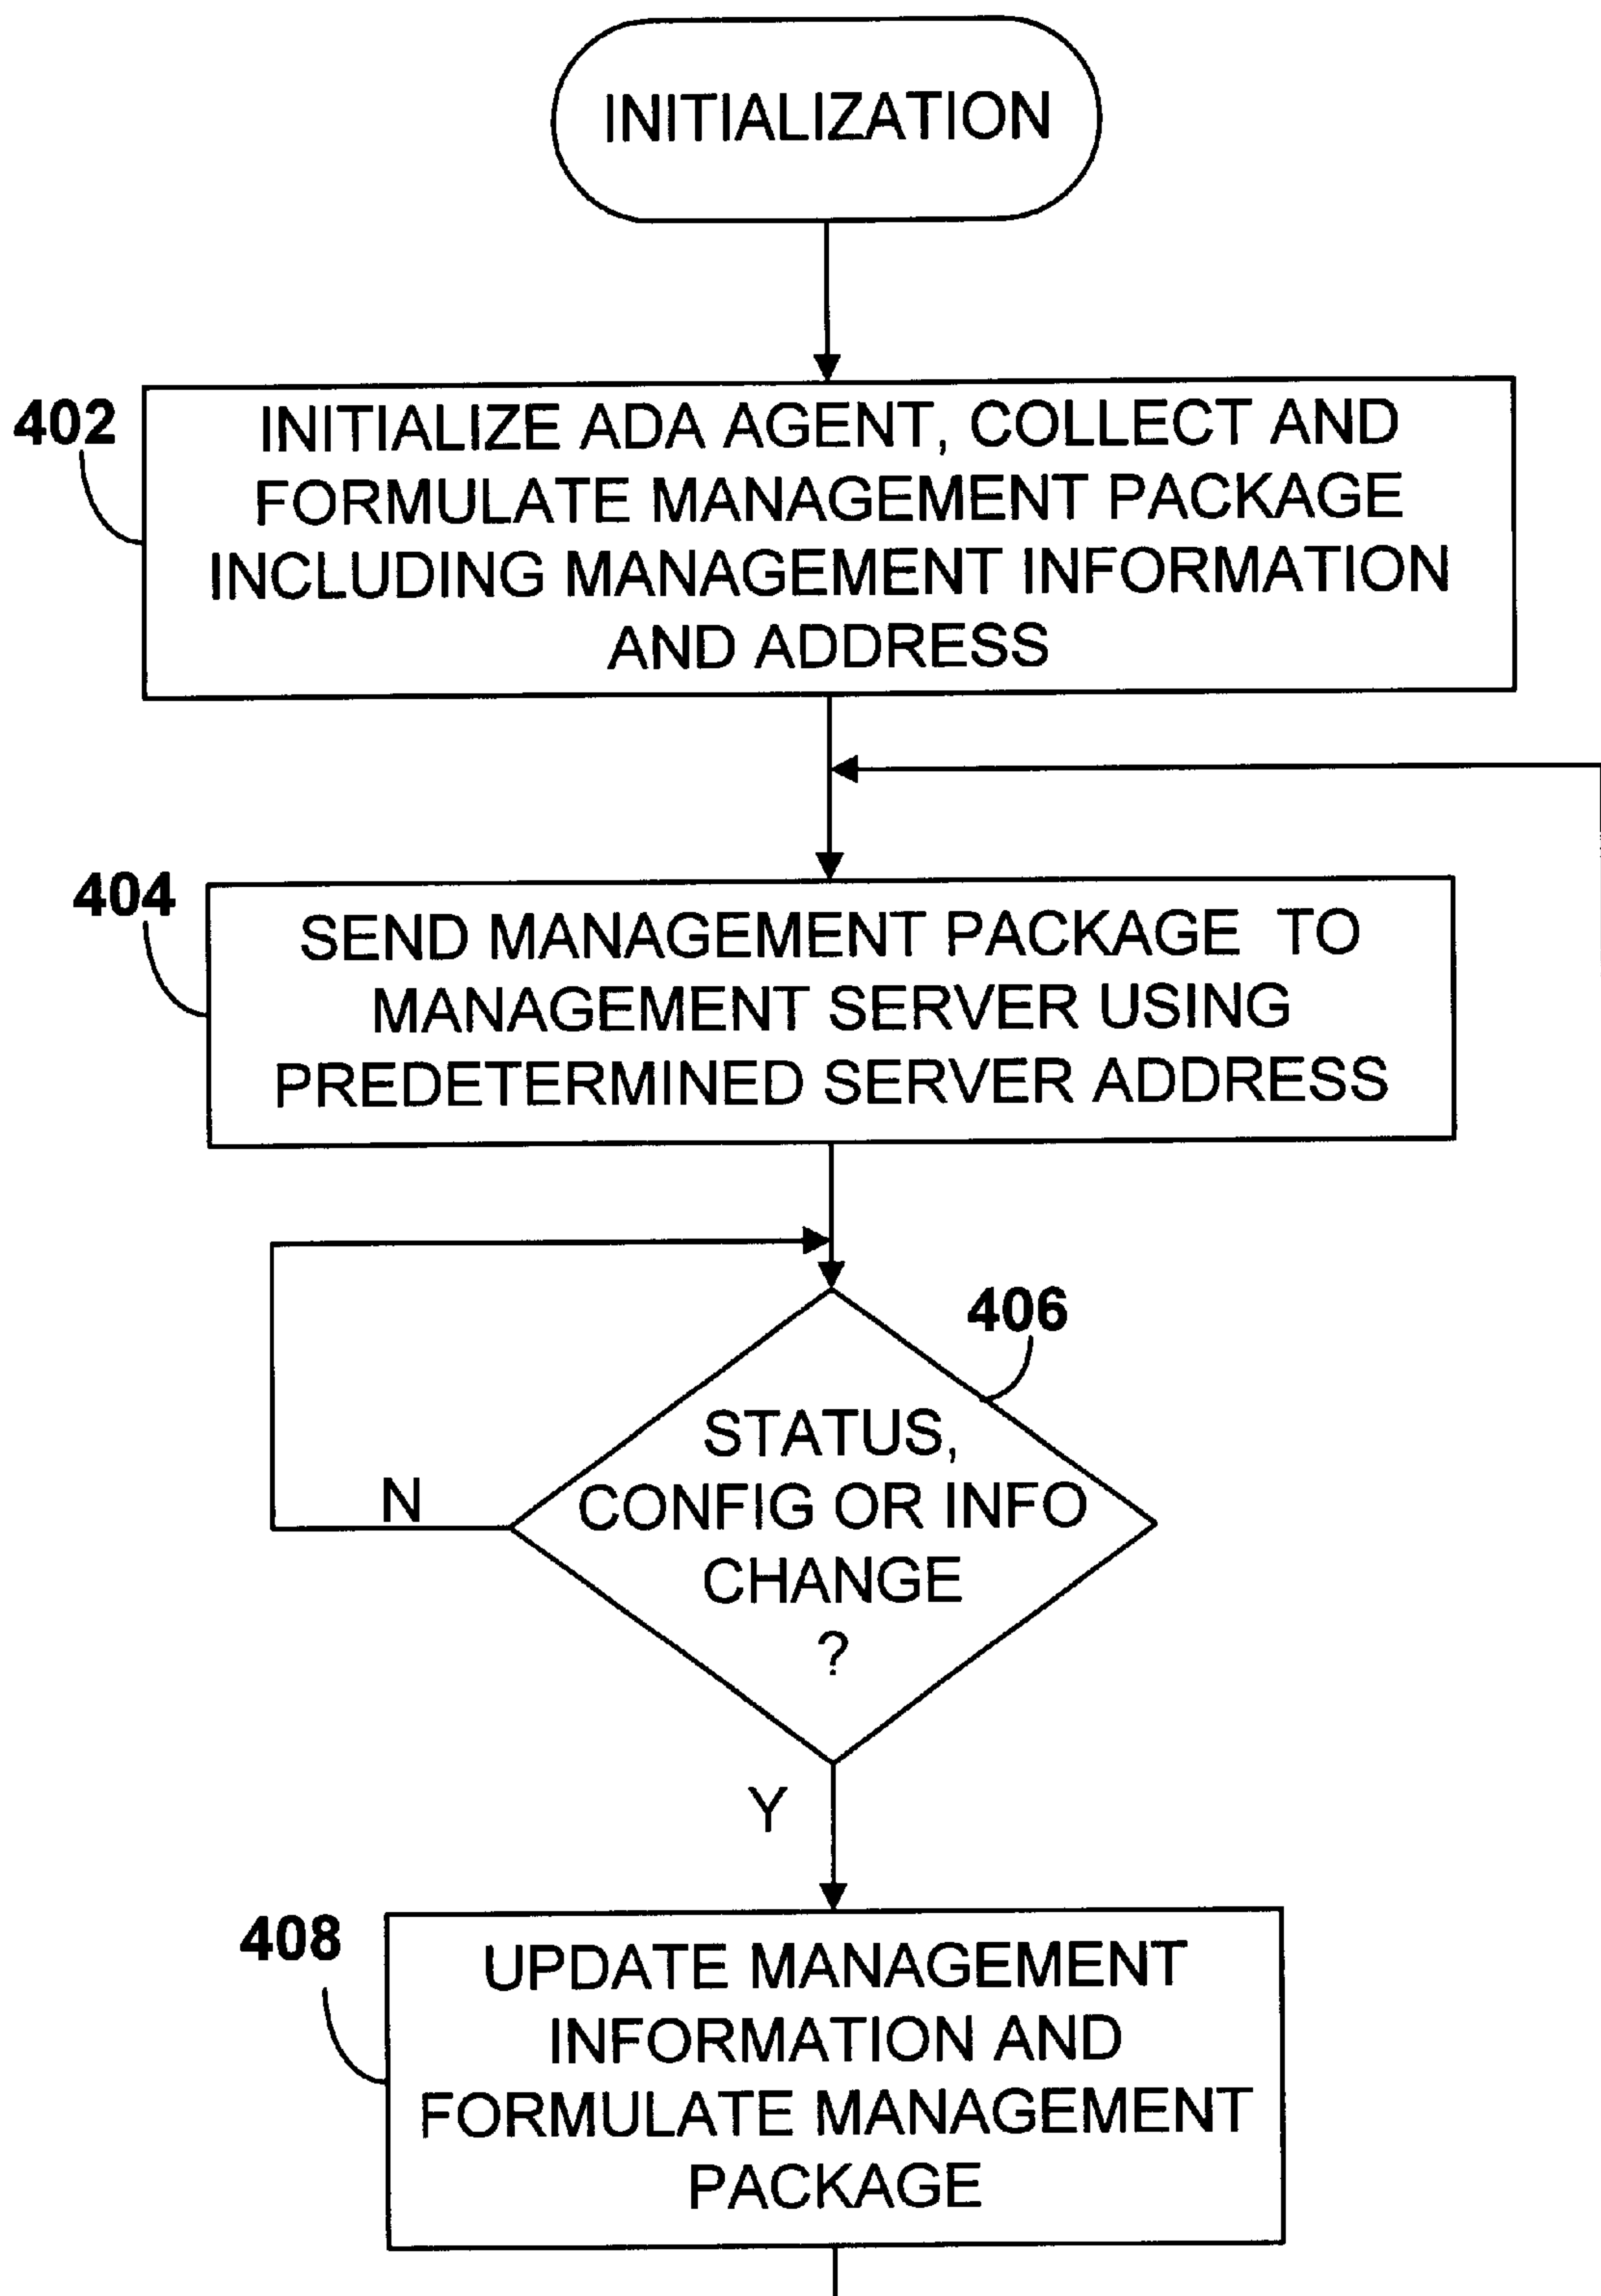 INITIALIZATION
402
INITIALIZE ADA AGENT, COLLECT AND
FORMULATE MANAGEMENT PACKAGE
INCLUDING MANAGEMENT INFORMATION
AND ADDRESS
404
SEND MANAGEMENT PACKAGE TO
MANAGEMENT SERVER USING
PREDETERMINED SERVER ADDRESS
406
STATUS,
CONFIG OR INFO
CHANGE
?
N
Y
408
UPDATE MANAGEMENT
INFORMATION AND
FORMULATE MANAGEMENT
PACKAGE